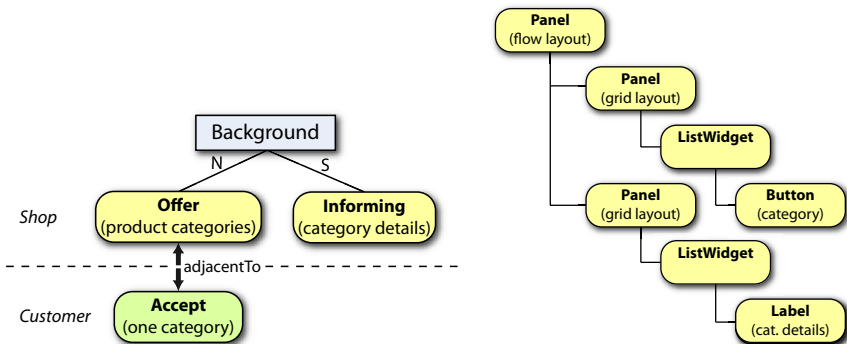 Background
N
S
Shop
Offer
(product categories)
Informing
(category details)
adjacentTo
Customer
Accept
(one category)
Panel
(flow layout)
Panel
(grid layout)
ListWidget
Button
(category)
Panel
(grid layout)
ListWidget
Label
(cat. details)